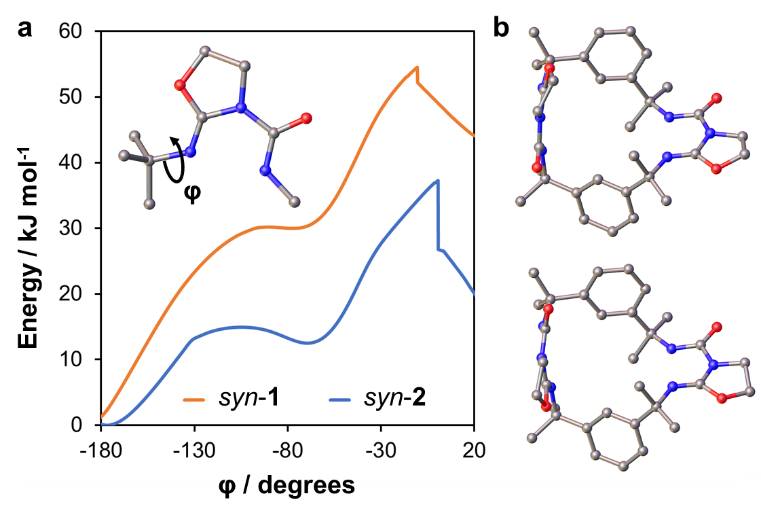 a
b
60
50
40
30
20
10
0
Energy / kJ mol-1
φ
syn-1
syn-2
-180
-130
-80
-30
20
φ / degrees